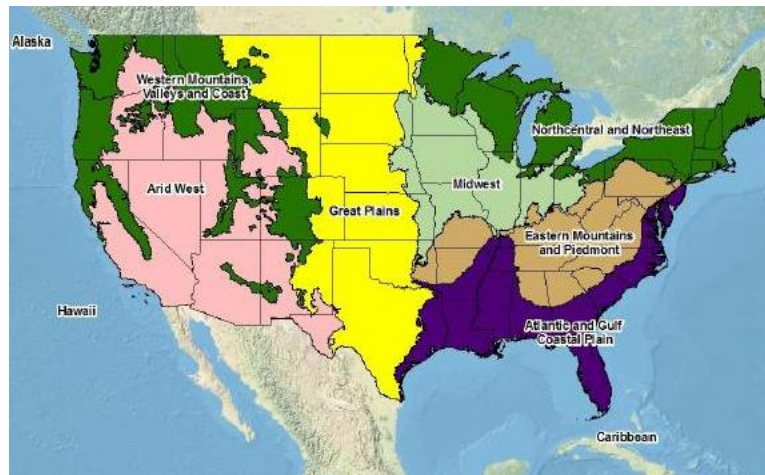 Alaska
Western Mountains,
Valleys and Coast
Northcentral and Northeast
Arid West
Midwest
Great Plains
Eastern Mountains
and Piedmont
Hawaii
Atlantic and Gulf
Coastal Plain
Caribbean